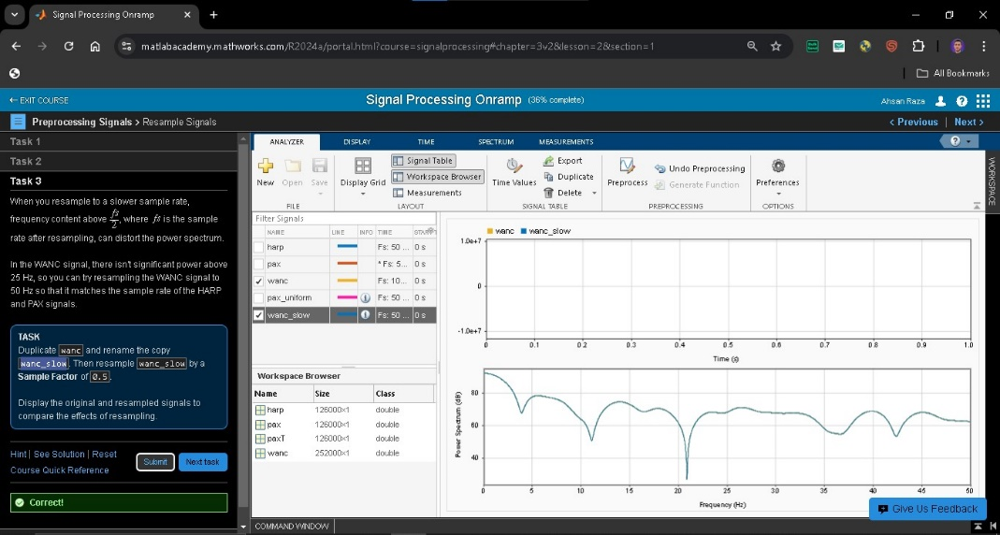 Signal Processing Onramp
matlabacademy.mathworks.com/R2024a/portal.html?course=signalprocessing#chapter=3v2&lesson=2&section=1
All Bookmarks
← EXIT COURSE
Signal Processing Onramp (36% complete)
Ahsan Raza
Preprocessing Signals > Resample Signals
< Previous | Next >
Task 1
Task 2
Task 3
When you resample to a slower sample rate,
frequency content above fs/2, where fs is the sample
rate after resampling, can distort the power spectrum.
In the WANC signal, there isn't significant power above
25 Hz, so you can try resampling the WANC signal to
50 Hz so that it matches the sample rate of the HARP
and PAX signals.
TASK
Duplicate wanc and rename the copy
wanc_slow. Then resample wanc_slow by a
Sample Factor of 0.5.
Display the original and resampled signals to
compare the effects of resampling.
Hint | See Solution | Reset
Course Quick Reference
Submit
Next task
Correct!
ANALYZER DISPLAY TIME SPECTRUM MEASUREMENTS
New Open Save
FILE
Display Grid
Signal Table
Workspace Browser
Measurements
LAYOUT
Time Values
Export
Duplicate
Delete
SIGNAL TABLE
Preprocess
Undo Preprocessing
Generate Function
PREPROCESSING
Preferences
OPTIONS
WORKSPACE
Filter Signals
NAME LINE INFO TIME START
harp Fs: 50 ... 0 s
pax * Fs: 5... 0 s
wanc Fs: 10... 0 s
pax_uniform Fs: 50 ... 0 s
wanc_slow Fs: 50 ... 0 s
Workspace Browser
Name Size Class
harp 126000×1 double
pax 126000×1 double
paxT 126000×1 double
wanc 252000×1 double
wanc wanc_slow
1.0e+7
0
-1.0e+7
0 0.1 0.2 0.3 0.4 0.5 0.6 0.7 0.8 0.9 1.0
Time (s)
80
60
40
Power Spectrum (dB)
0 5 10 15 20 25 30 35 40 45 50
Frequency (Hz)
Give Us Feedback
COMMAND WINDOW